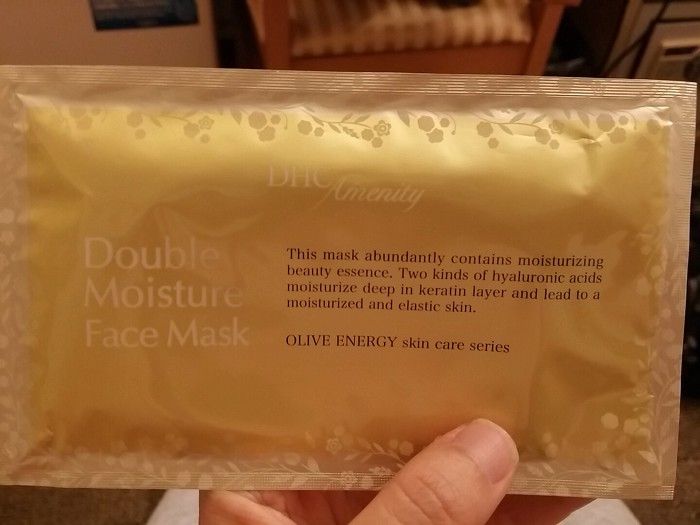 DHC Amenity
Double
Moisture
Face Mask
This mask abundantly contains moisturizing
beauty essence. Two kinds of hyaluronic acids
moisturize deep in keratin layer and lead to a
moisturized and elastic skin.
OLIVE ENERGY skin care series